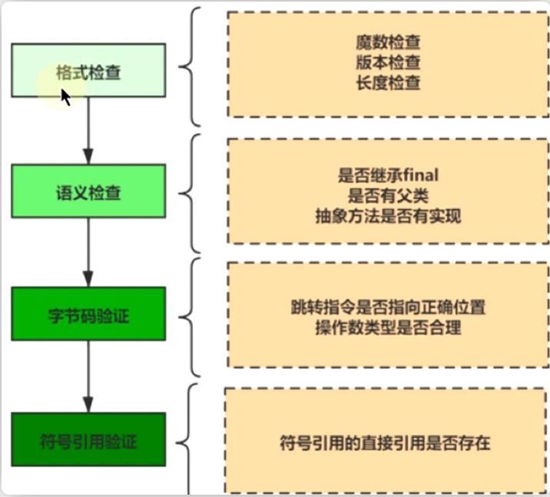 格式检查
魔数检查
版本检查
长度检查
语义检查
是否继承final
是否有父类
抽象方法是否有实现
字节码验证
跳转指令是否指向正确位置
操作数类型是否合理
符号引用验证
符号引用的直接引用是否存在